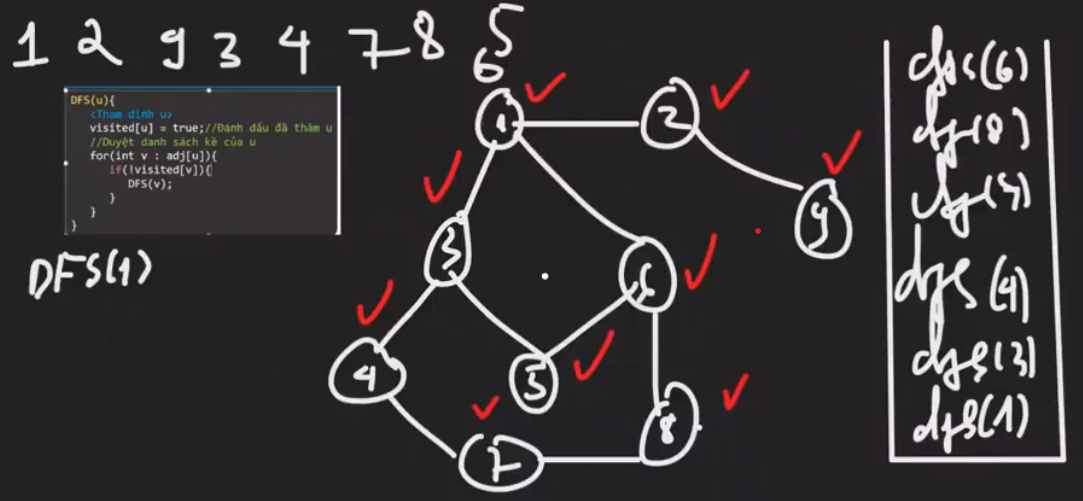 1 2 9 3 4 7 8 5
6
DFS(u){
<Thăm đỉnh u>
visited[u] = true;//Đánh dấu đã thăm u
//Duyệt danh sách kề của u
for(int v : adj[u]){
if(!visited[v]){
DFS(v);
}
}
}
DFS(1)
1
2
9
3
6
4
5
7
8
dfs(6)
dfs(8)
dfs(4)
dfs(3)
dfs(1)